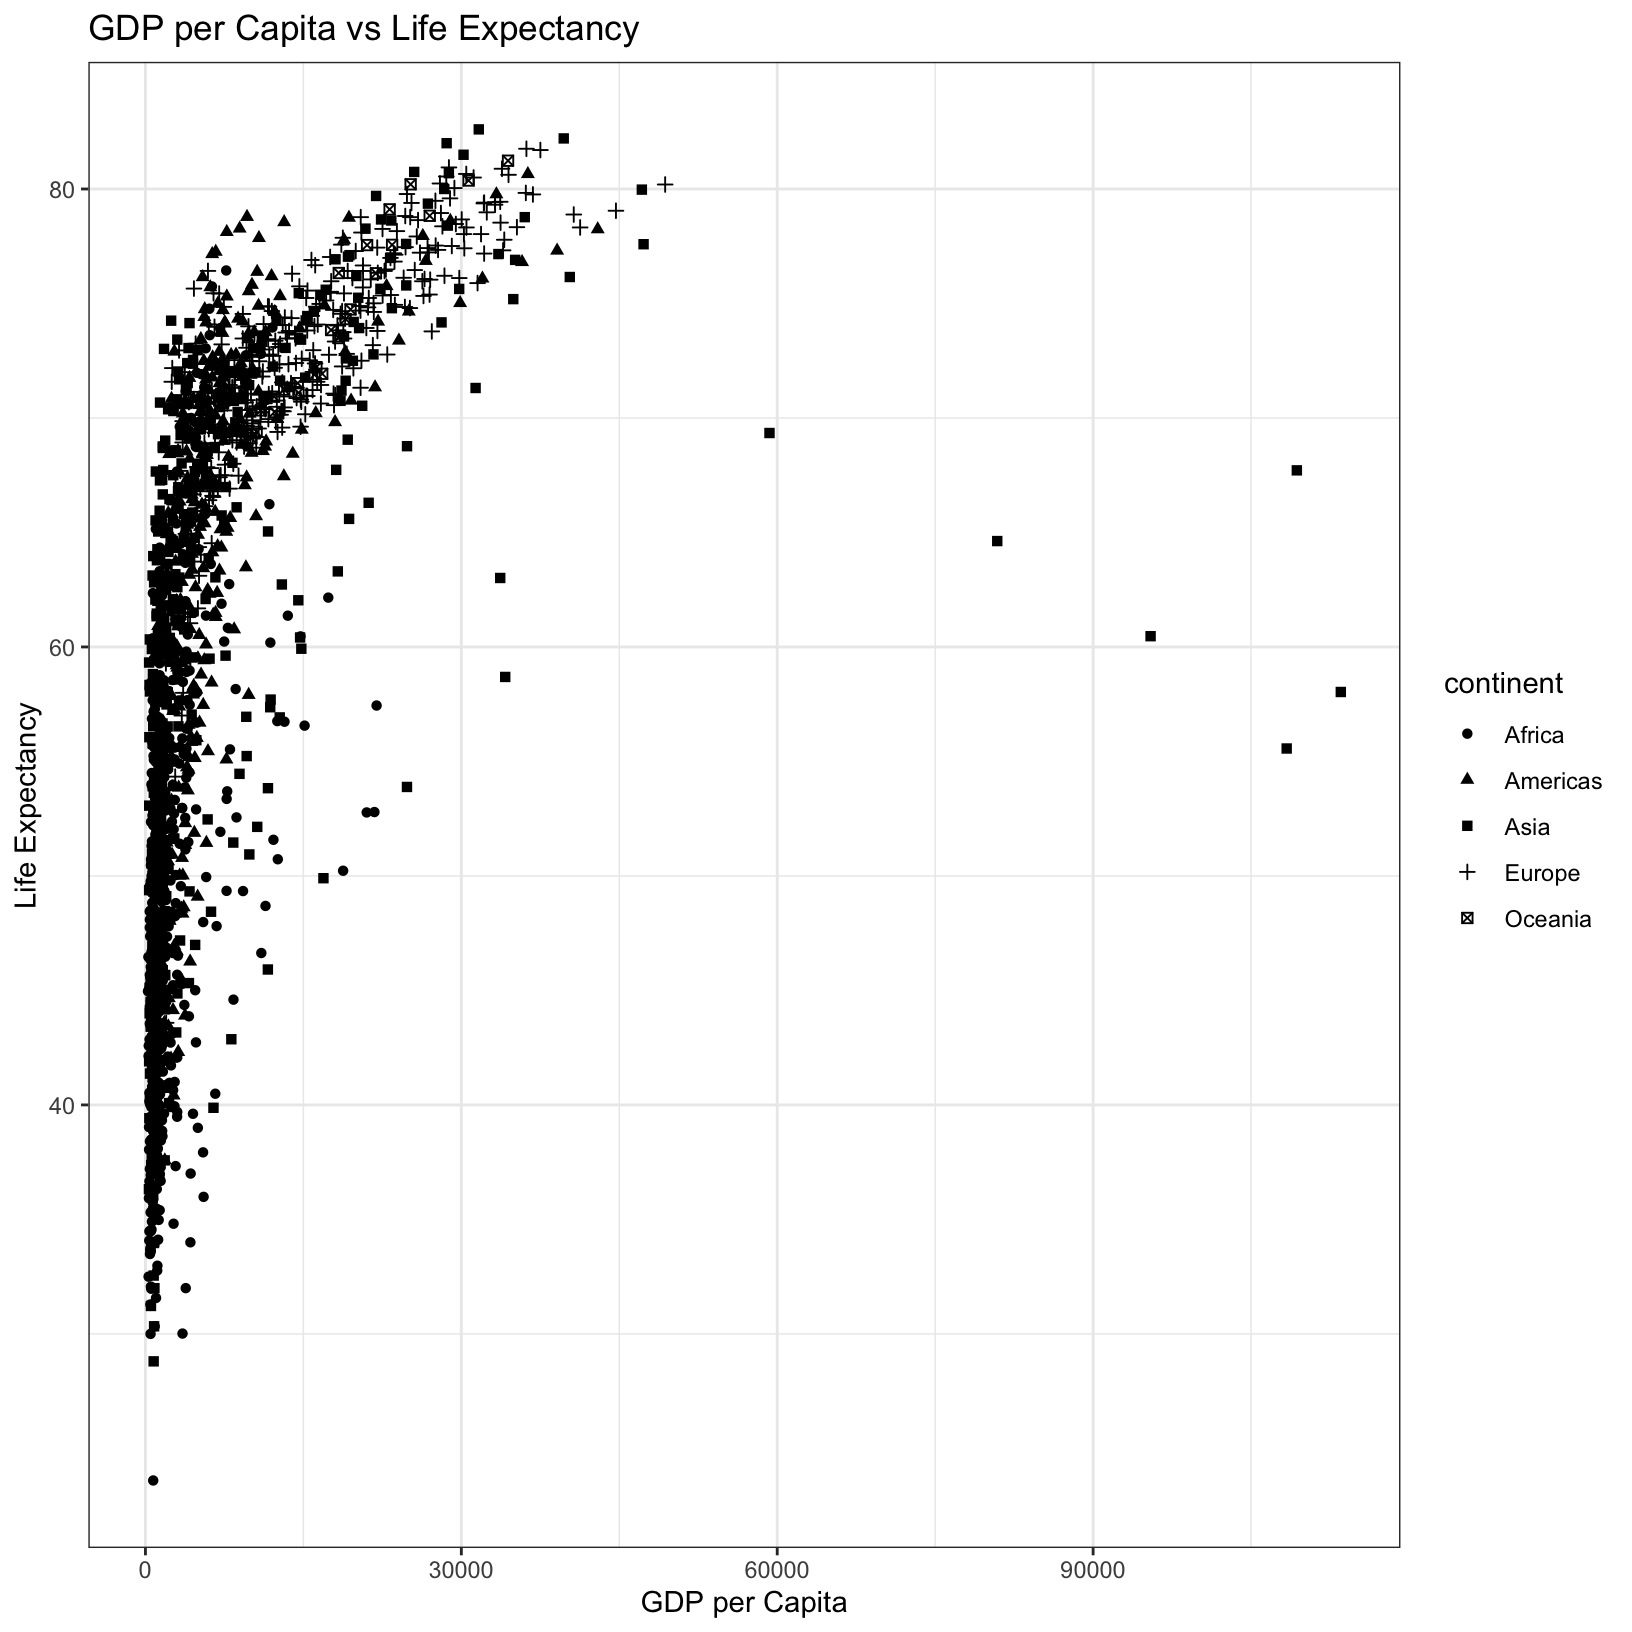 GDP per Capita vs Life Expectancy
80
60
40
Life Expectancy
0 30000 60000 90000
GDP per Capita
continent
Africa
Americas
Asia
Europe
Oceania